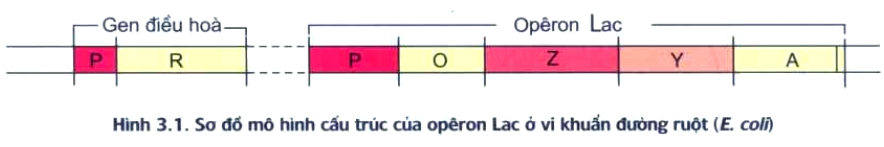 Gen điều hoà Opêron Lac
P R P O Z Y A
Hình 3.1. Sơ đồ mô hình cấu trúc của opêron Lac ở vi khuẩn đường ruột (E. coli)